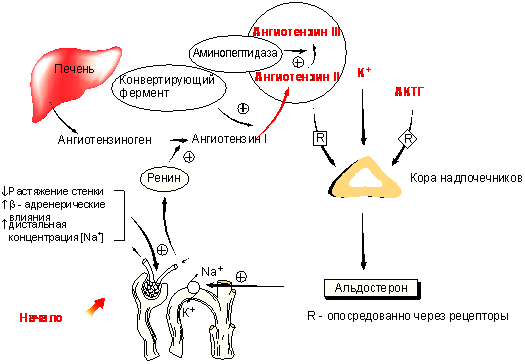 Ангиотензин III
Аминопептидаза
Печень
Конвертирующий
фермент
Ангиотензин II
K+
АКТГ
Ангиотензиноген
Ангиотензин I
R
R
Ренин
Кора надпочечников
↓Растяжение стенки
↑β - адренерические
влияния
↑дистальная
концентрация [Na+]
Na+
K+
Альдостерон
Начало
R - опосредованно через рецепторы